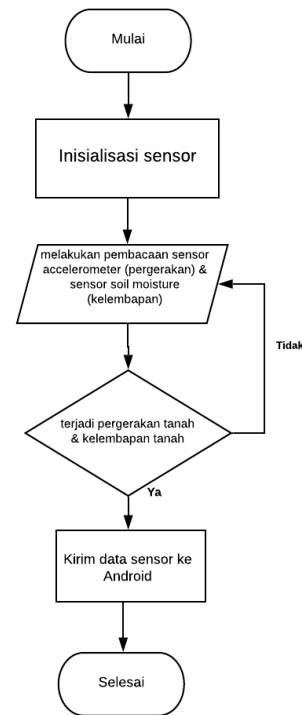 Mulai
Inisialisasi sensor
melakukan pembacaan sensor
accelerometer (pergerakan) &
sensor soil moisture
(kelembapan)
Tidak
terjadi pergerakan tanah
& kelembapan tanah
Ya
Kirim data sensor ke
Android
Selesai